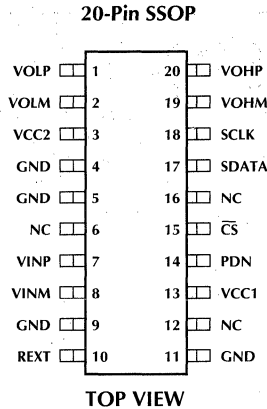 20-Pin SSOP
VOLP 1 20 VOHP
VOLM 2 19 VOHM
VCC2 3 18 SCLK
GND 4 17 SDATA
GND 5 16 NC
NC 6 15 C̅S̅
VINP 7 14 PDN
VINM 8 13 VCC1
GND 9 12 NC
REXT 10 11 GND
TOP VIEW